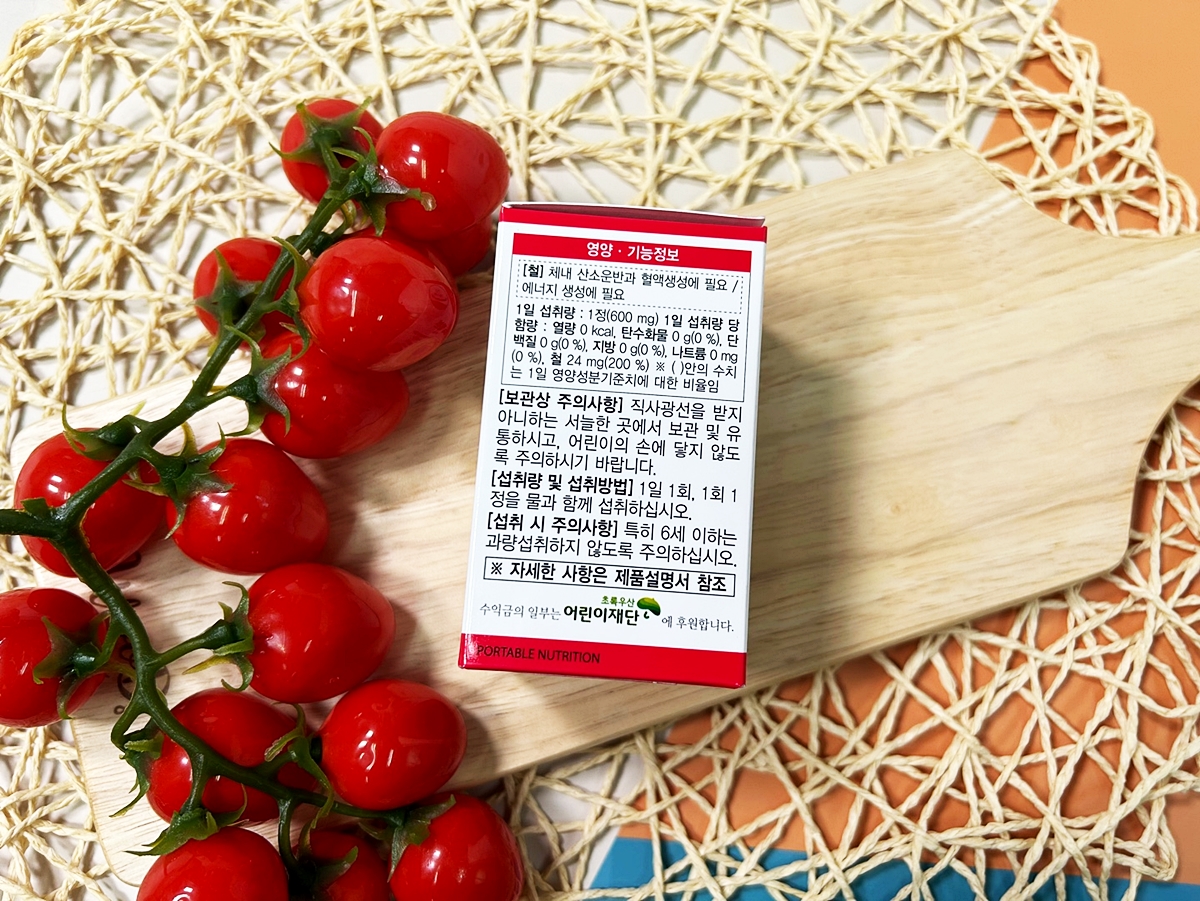 영양 · 기능정보
[철] 체내 산소운반과 혈액생성에 필요 /
에너지 생성에 필요
1일 섭취량 : 1정(600 mg) 1일 섭취량 당
함량 : 열량 0 kcal, 탄수화물 0 g(0 %), 단
백질 0 g(0 %), 지방 0 g(0 %), 나트륨 0 mg
(0 %), 철 24 mg(200 %) ※ ( )안의 수치
는 1일 영양성분기준치에 대한 비율임
[보관상 주의사항] 직사광선을 받지
아니하는 서늘한 곳에서 보관 및 유
통하시고, 어린이의 손에 닿지 않도
록 주의하시기 바랍니다.
[섭취량 및 섭취방법] 1일 1회, 1회 1
정을 물과 함께 섭취하십시오.
[섭취 시 주의사항] 특히 6세 이하는
과량섭취하지 않도록 주의하십시오.
※ 자세한 사항은 제품설명서 참조
초록우산
수익금의 일부는 어린이재단에 후원합니다.
PORTABLE NUTRITION